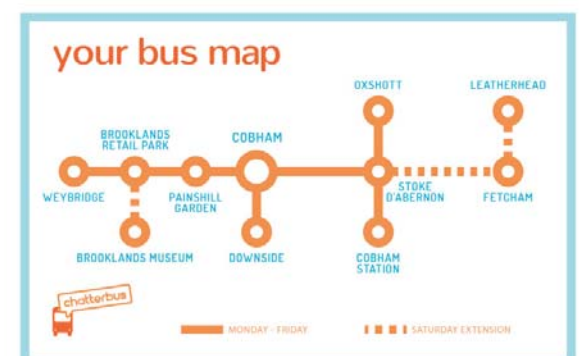 your bus map
OXSHOTT
LEATHERHEAD
BROOKLANDS
RETAIL PARK
COBHAM
WEYBRIDGE
PAINSHILL
GARDEN
STOKE
D'ABERNON
FETCHAM
BROOKLANDS MUSEUM
DOWNSIDE
COBHAM
STATION
chatterbus
MONDAY - FRIDAY
SATURDAY EXTENSION